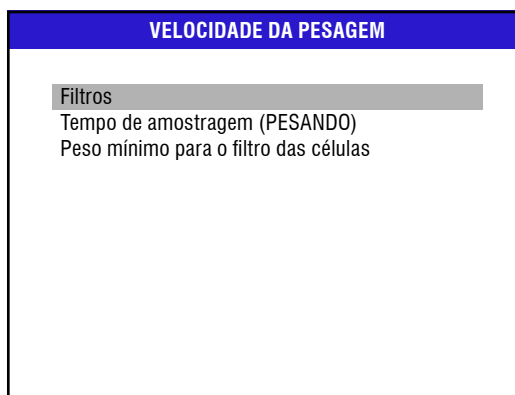 VELOCIDADE DA PESAGEM
Filtros
Tempo de amostragem (PESANDO)
Peso mínimo para o filtro das células